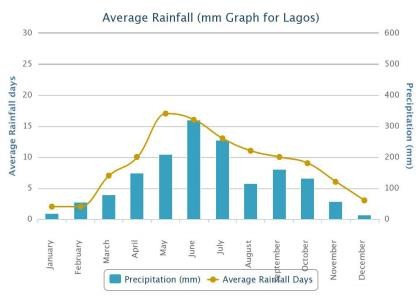 Average Rainfall (mm Graph for Lagos)
30 600
25 500
20 400
15 300
10 200
5 100
0 0
Average Rainfall days
Precipitation (mm)
January
February
March
April
May
June
July
August
September
October
November
December
Precipitation (mm) Average Rainfall Days